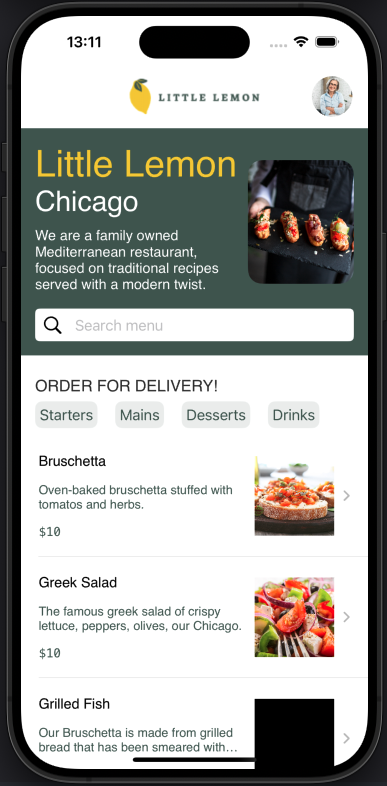 13:11
LITTLE LEMON
Little Lemon
Chicago
We are a family owned
Mediterranean restaurant,
focused on traditional recipes
served with a modern twist.
Search menu
ORDER FOR DELIVERY!
Starters Mains Desserts Drinks
Bruschetta
Oven-baked bruschetta stuffed with
tomatoes and herbs.
$10
Greek Salad
The famous greek salad of crispy
lettuce, peppers, olives, our Chicago.
$10
Grilled Fish
Our Bruschetta is made from grilled
bread that has been smeared with...